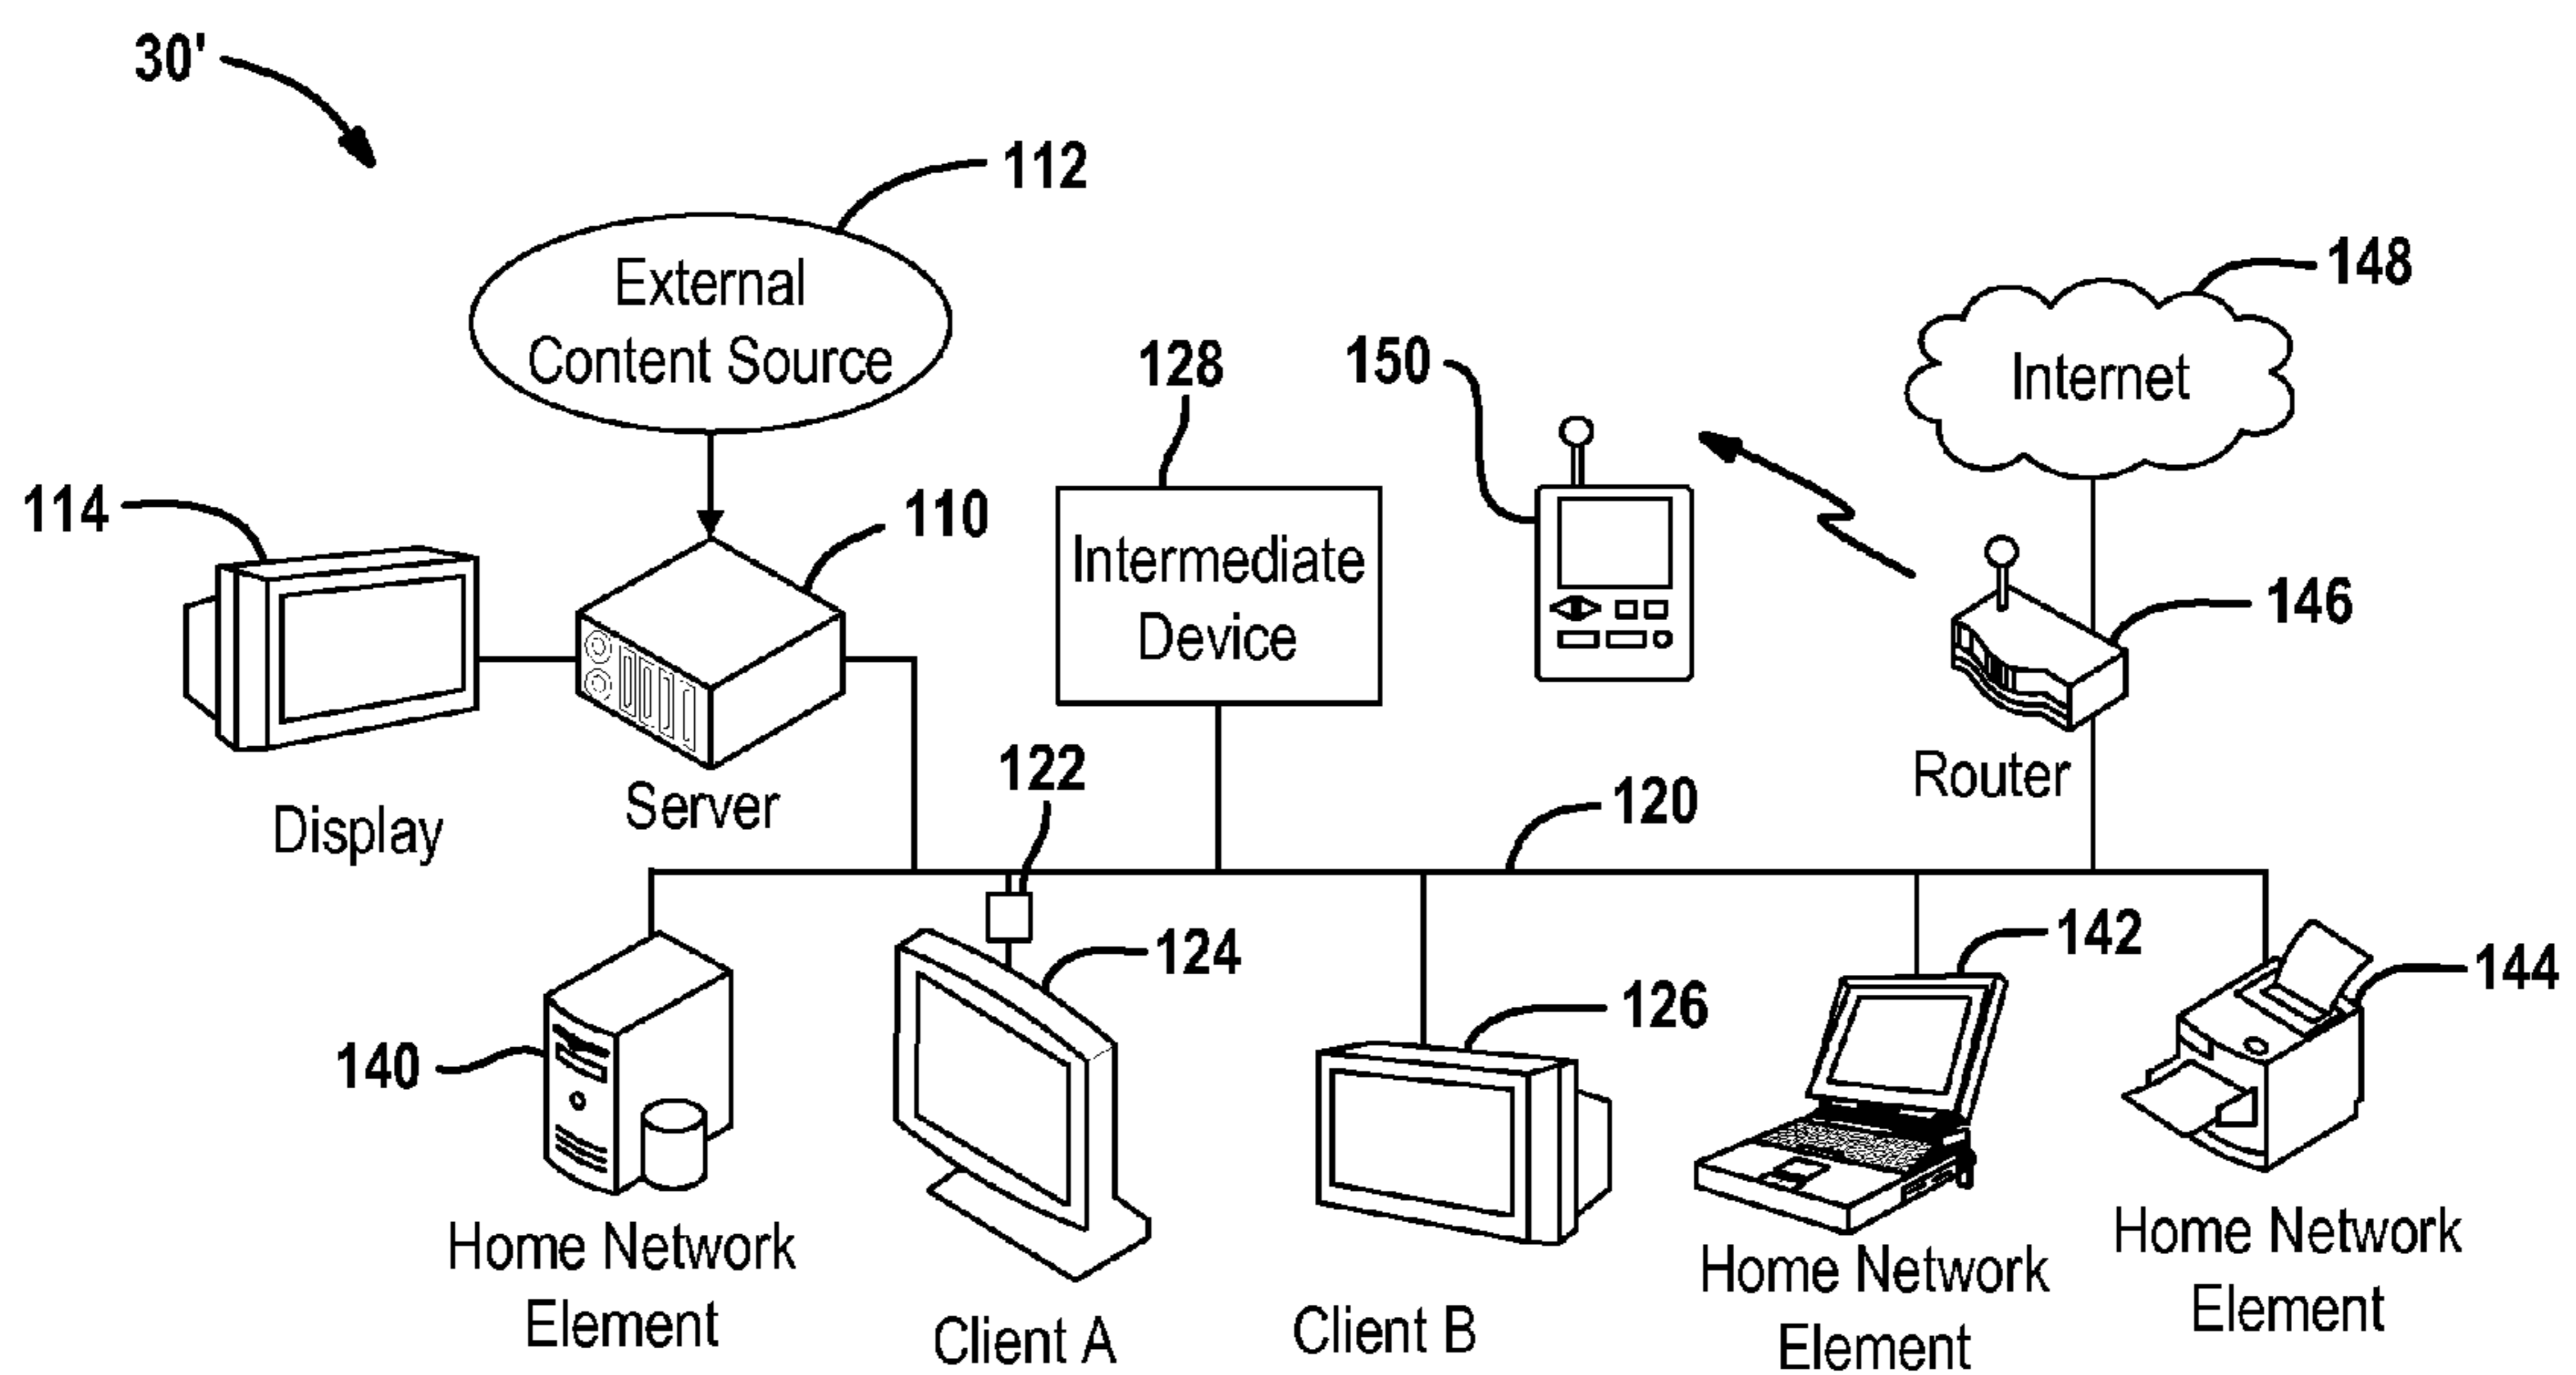 30'
112
External
Content Source
148
Internet
128
150
114
110
Intermediate
Device
146
122
Router
120
Server
Display
124
142
144
126
140
Home Network
Element
Client A
Client B
Home Network
Element
Home Network
Element